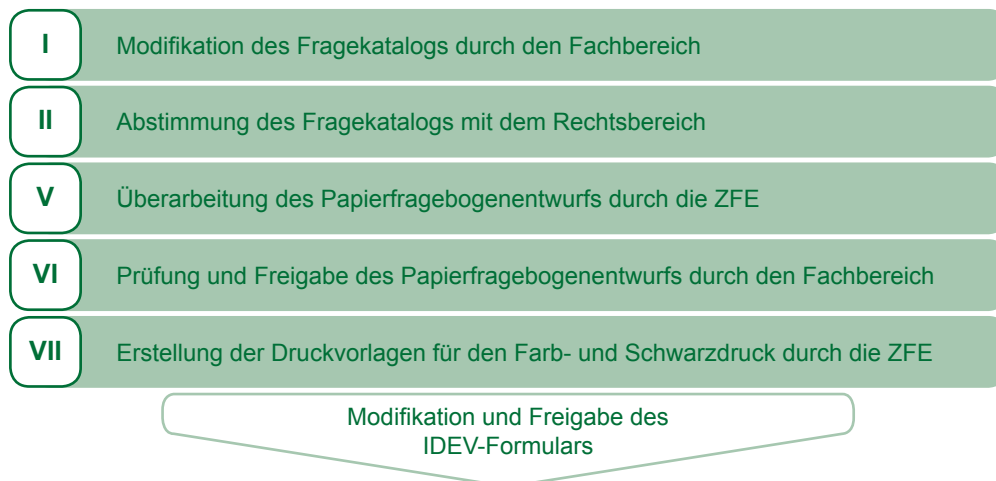 I Modifikation des Fragekatalogs durch den Fachbereich
II Abstimmung des Fragekatalogs mit dem Rechtsbereich
V Überarbeitung des Papierfragebogenentwurfs durch die ZFE
VI Prüfung und Freigabe des Papierfragebogenentwurfs durch den Fachbereich
VII Erstellung der Druckvorlagen für den Farb- und Schwarzdruck durch die ZFE
Modifikation und Freigabe des
IDEV-Formulars